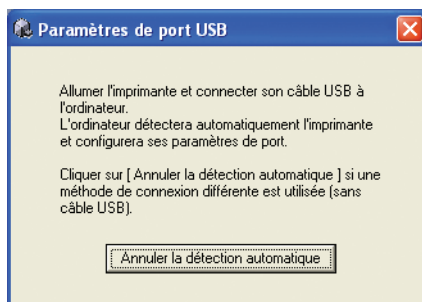 Paramètres de port USB
Allumer l'imprimante et connecter son câble USB à
l'ordinateur.
L'ordinateur détectera automatiquement l'imprimante
et configurera ses paramètres de port.
Cliquer sur [ Annuler la détection automatique ] si une
méthode de connexion différente est utilisée (sans
câble USB).
Annuler la détection automatique